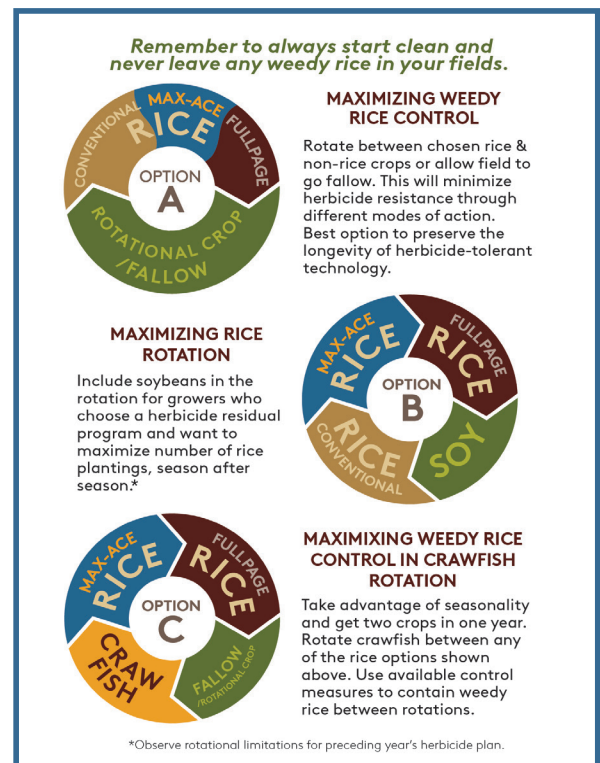 Remember to always start clean and
never leave any weedy rice in your fields.
CONVENTIONAL
MAX-ACE
FULLPAGE
RICE
OPTION
A
ROTATIONAL CROP
/FALLOW
MAXIMIZING WEEDY
RICE CONTROL
Rotate between chosen rice &
non-rice crops or allow field to
go fallow. This will minimize
herbicide resistance through
different modes of action.
Best option to preserve the
longevity of herbicide-tolerant
technology.
MAXIMIZING RICE
ROTATION
Include soybeans in the
rotation for growers who
choose a herbicide residual
program and want to
maximize number of rice
plantings, season after
season.*
MAX-ACE
RICE
FULLPAGE
RICE
OPTION
B
RICE
CONVENTIONAL
SOY
MAX-ACE
RICE
FULLPAGE
RICE
OPTION
C
CRAW
FISH
FALLOW
/ROTATIONAL CROP
MAXIMIXING WEEDY RICE
CONTROL IN CRAWFISH
ROTATION
Take advantage of seasonality
and get two crops in one year.
Rotate crawfish between any
of the rice options shown
above. Use available control
measures to contain weedy
rice between rotations.
*Observe rotational limitations for preceding year's herbicide plan.